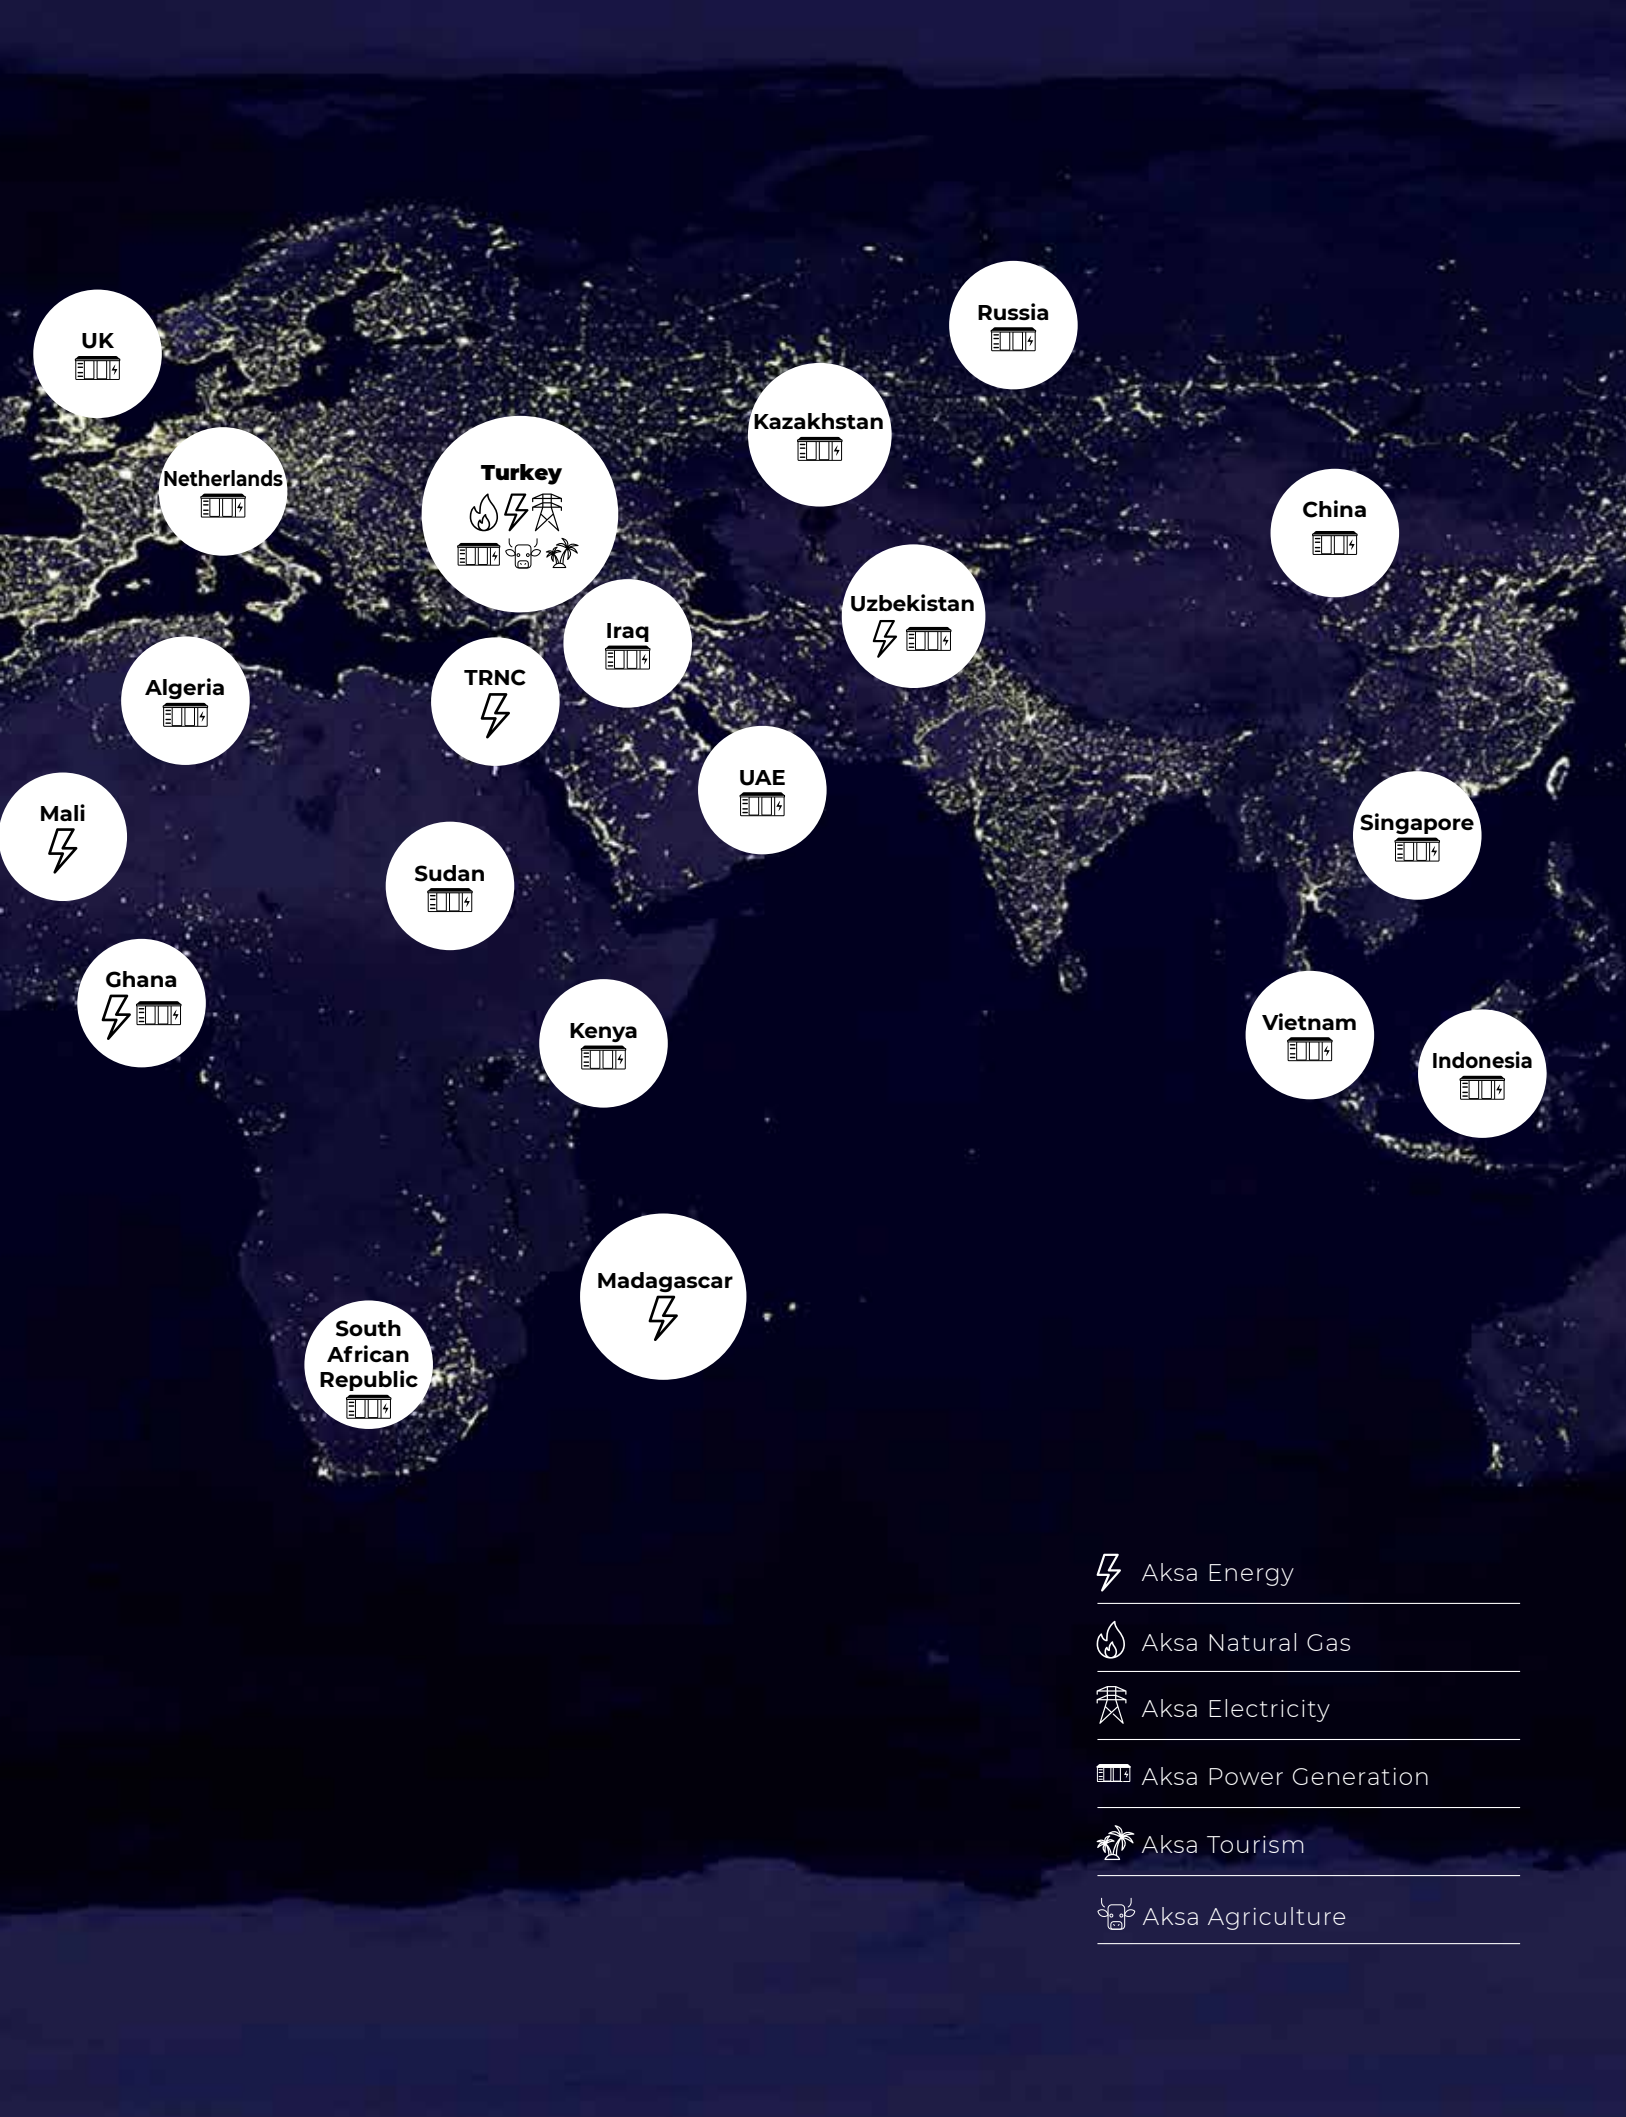 Russia
UK
Kazakhstan
Turkey
Netherlands
China
Uzbekistan
Iraq
TRNC
Algeria
UAE
Mali
Singapore
Sudan
Ghana
Vietnam
Kenya
Indonesia
Madagascar
South
African
Republic
Aksa Energy
Aksa Natural Gas
Aksa Electricity
Aksa Power Generation
Aksa Tourism
Aksa Agriculture